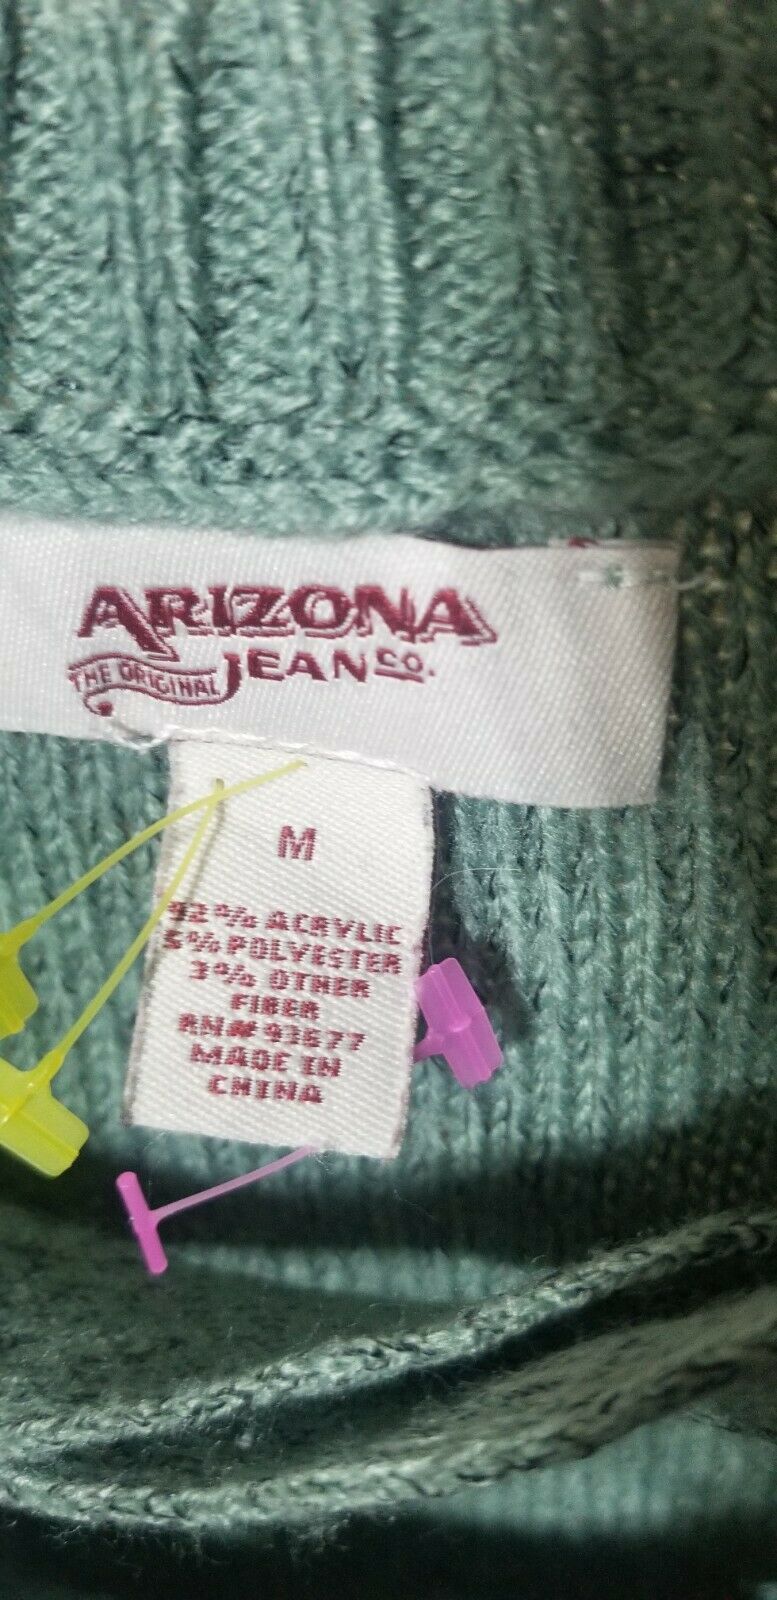 ARIZONA
THE ORIGINAL JEAN CO.
M
92% ACRYLIC
5% POLYESTER
3% OTHER
FIBER
RN# 93677
MADE IN
CHINA